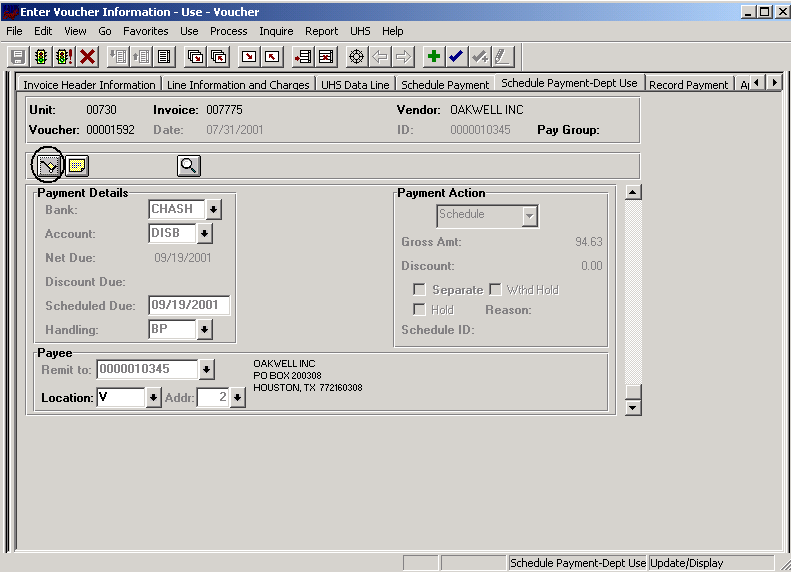 Enter Voucher Information - Use - Voucher
File Edit View Go Favorites Use Process Inquire Report UHS Help
Invoice Header Information Line Information and Charges UHS Data Line Schedule Payment Schedule Payment-Dept Use Record Payment
Unit: 00730 Invoice: 007775 Vendor: OAKWELL INC
Voucher: 00001592 Date: 07/31/2001 ID: 0000010345 Pay Group:
Payment Details Payment Action
Bank: CHASH Schedule
Account: DISB Gross Amt: 94.63
Net Due: 09/19/2001 Discount: 0.00
Discount Due: Separate Wthd Hold
Scheduled Due: 09/19/2001 Hold Reason:
Handling: BP Schedule ID:
Payee
Remit to: 0000010345 OAKWELL INC
PO BOX 200308
HOUSTON, TX 772160308
Location: V Addr: 2
Schedule Payment-Dept Use Update/Display